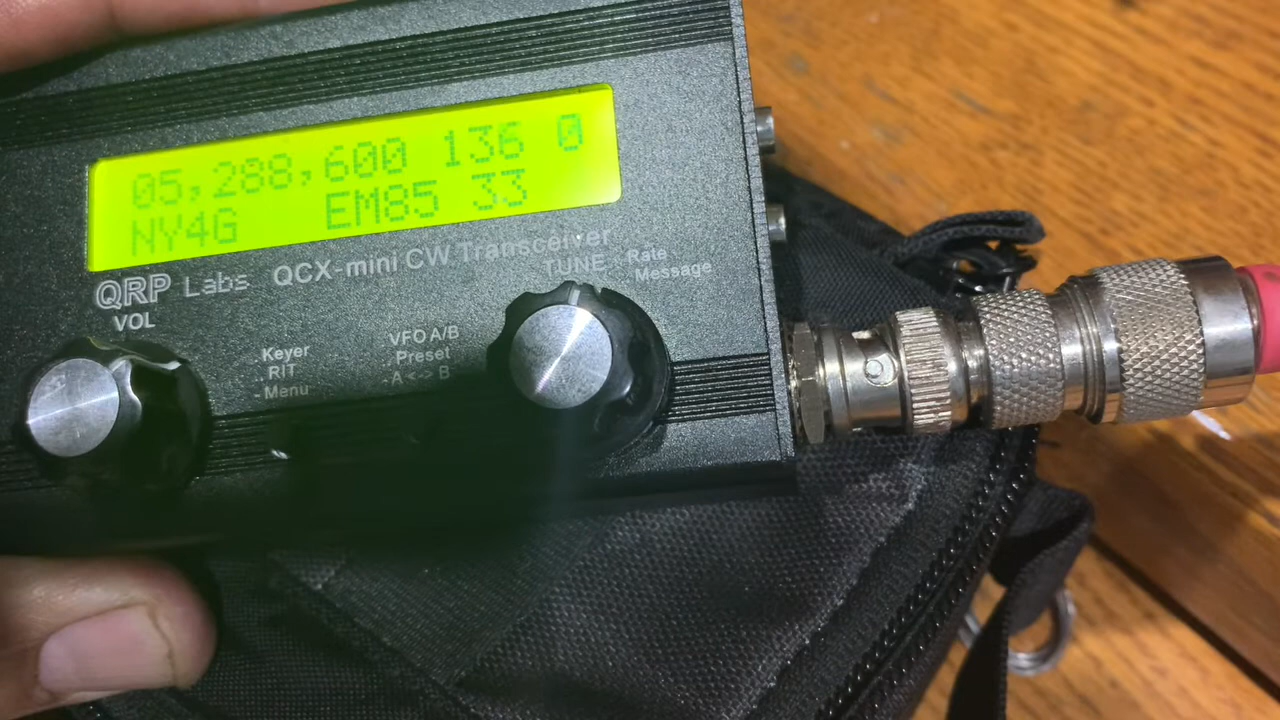 05,288,600 136 0
NY4G EM85 33
QRP Labs QCX-mini CW Transceiver
VOL
Keyer
RIT
Menu
VFO A/B
Preset
A <-> B
TUNE
Rate
Message